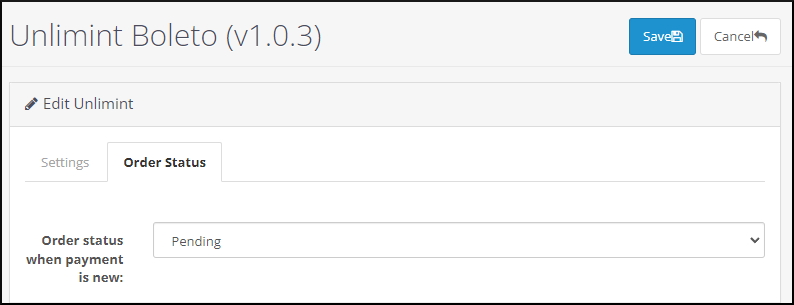 Unlimint Boleto (v1.0.3)
Save
Cancel
Edit Unlimint
Settings
Order Status
Order status
when payment
is new:
Pending